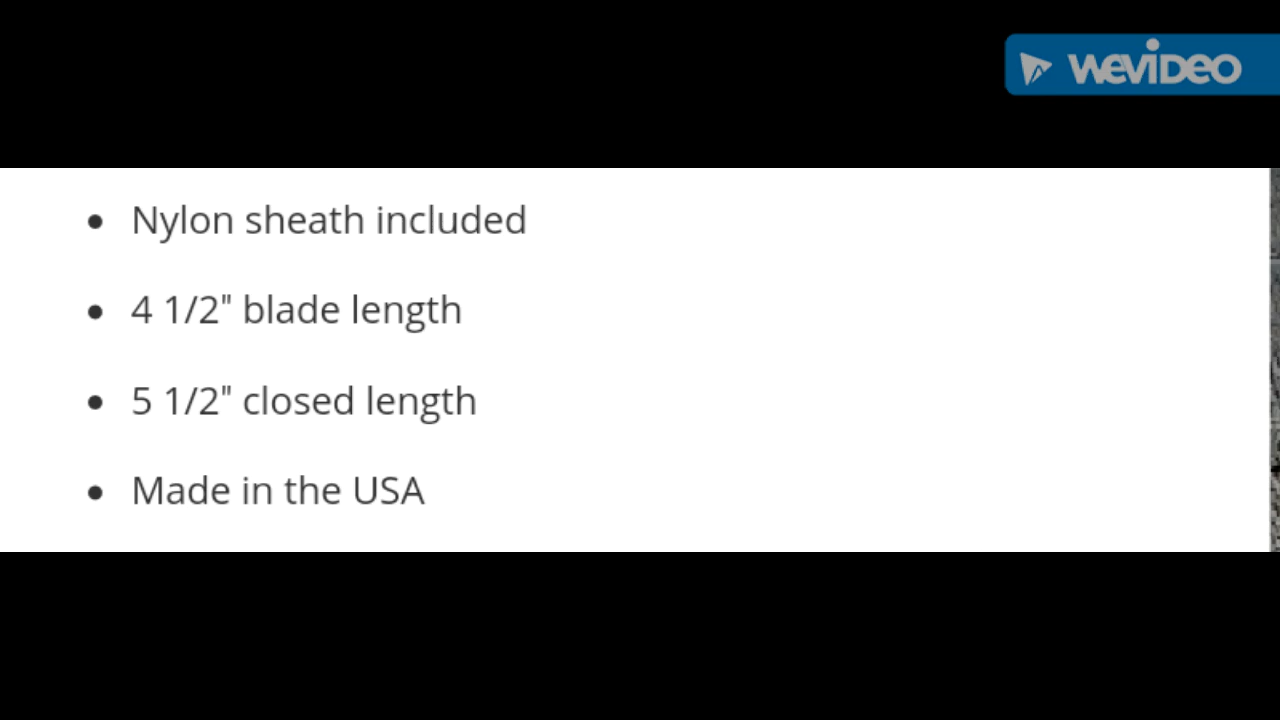 WEVIDEO
• Nylon sheath included
• 4 1/2" blade length
• 5 1/2" closed length
• Made in the USA